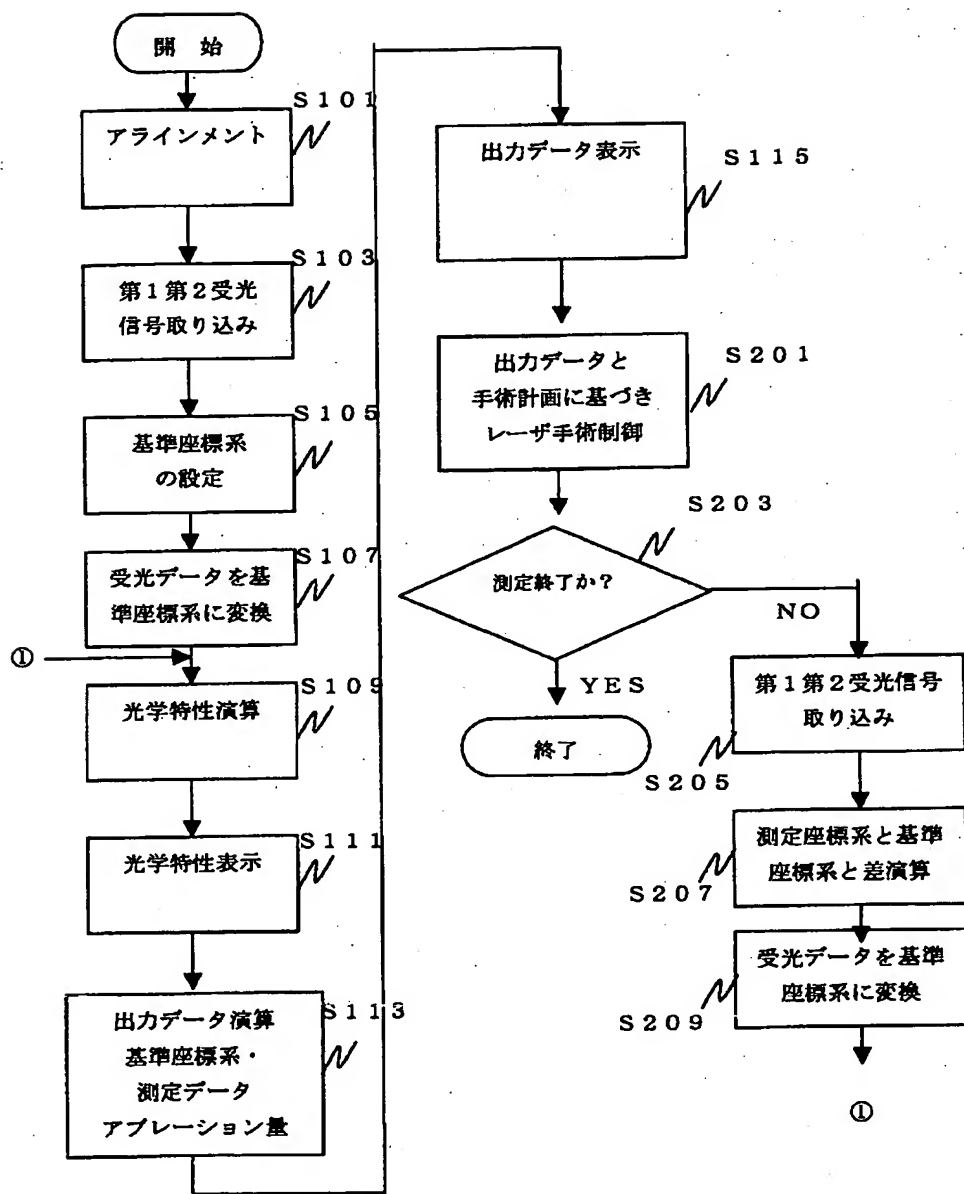 開 始
S101
アラインメント
S103
第1第2受光
信号取り込み
S105
基準座標系
の設定
S107
受光データを基
準座標系に変換
①
S109
光学特性演算
S111
光学特性表示
S113
出力データ演算
基準座標系・
測定データ
アブレーション量
出力データ表示
S115
出力データと
手術計画に基づき
レーザ手術制御
S201
S203
測定終了か?
NO
YES
終了
第1第2受光信号
取り込み
S205
測定座標系と基準
座標系と差演算
S207
受光データを基準
座標系に変換
S209
①